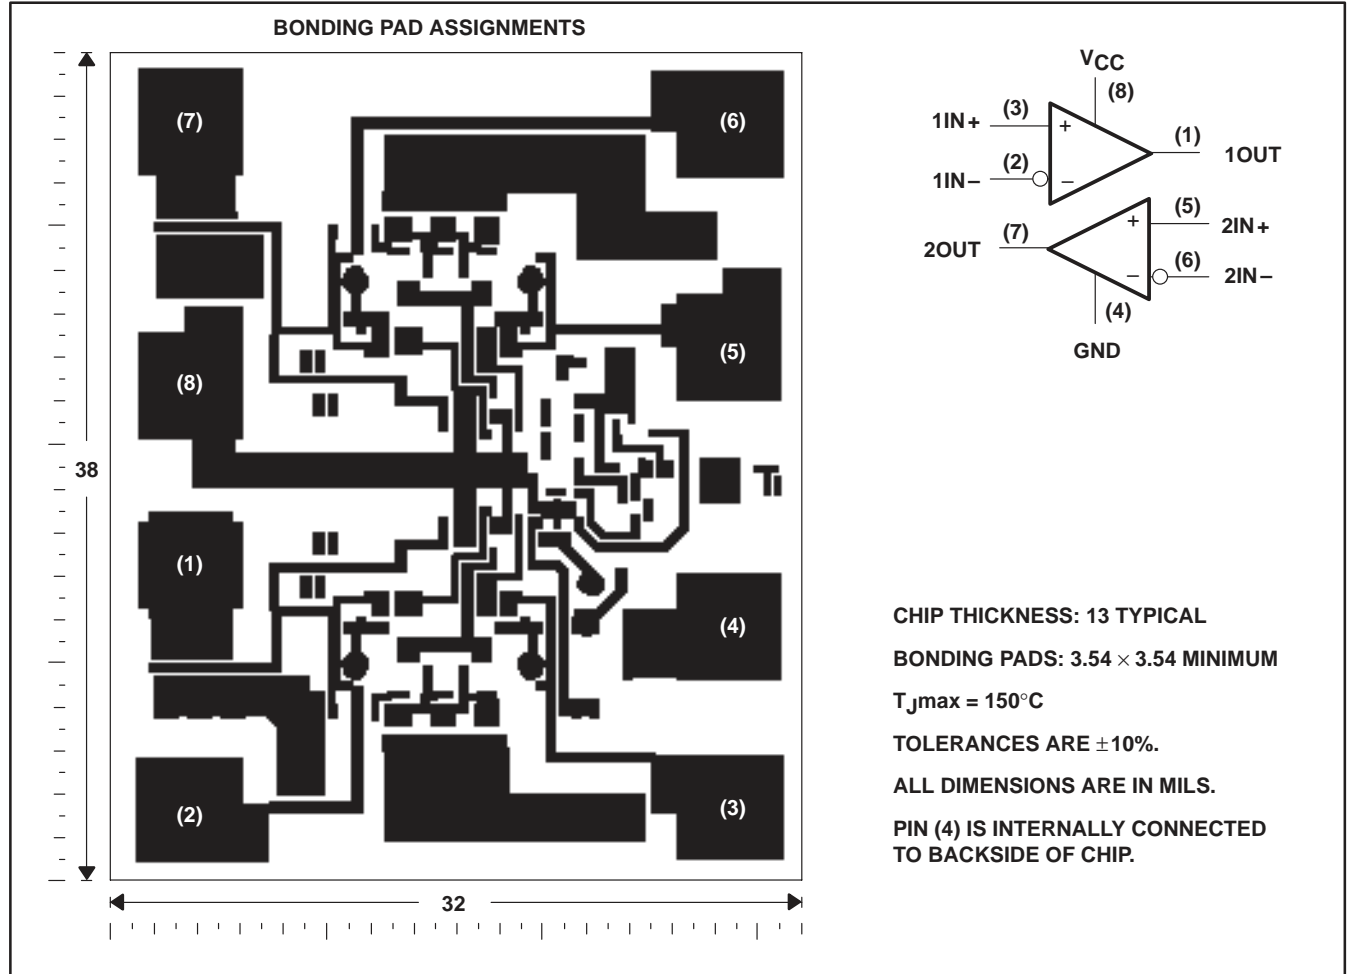 BONDING PAD ASSIGNMENTS
(7)
(6)
(5)
(8)
38
(1)
(4)
(2)
(3)
32
VCC
(8)
1IN+
(3)
+
(1)
1OUT
1IN−
(2)
−
(5)
2IN+
+
2OUT
(7)
(6)
2IN−
−
(4)
GND
CHIP THICKNESS: 13 TYPICAL
BONDING PADS: 3.54 × 3.54 MINIMUM
TJmax = 150°C
TOLERANCES ARE ±10%.
ALL DIMENSIONS ARE IN MILS.
PIN (4) IS INTERNALLY CONNECTED
TO BACKSIDE OF CHIP.